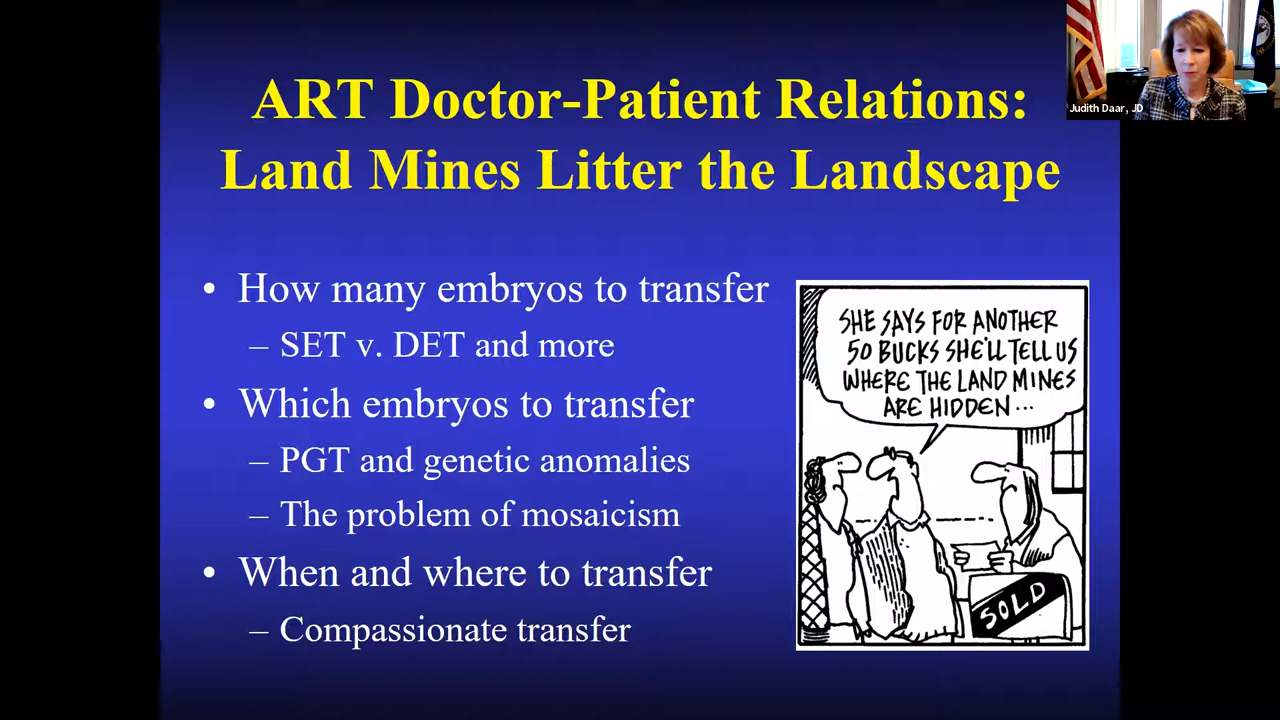 ART Doctor-Patient Relations:
Land Mines Litter the Landscape
Judith Daar, JD
• How many embryos to transfer
– SET v. DET and more
• Which embryos to transfer
– PGT and genetic anomalies
– The problem of mosaicism
• When and where to transfer
– Compassionate transfer
SHE SAYS FOR ANOTHER
50 BUCKS SHE'LL TELL US
WHERE THE LAND MINES
ARE HIDDEN...
SOLD